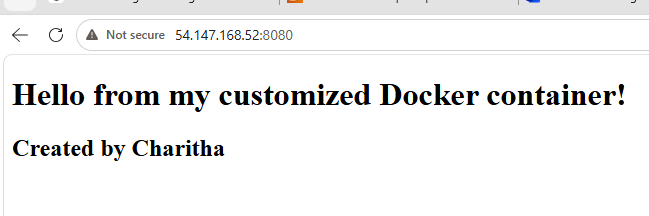 Not secure 54.147.168.52:8080
Hello from my customized Docker container!
Created by Charitha